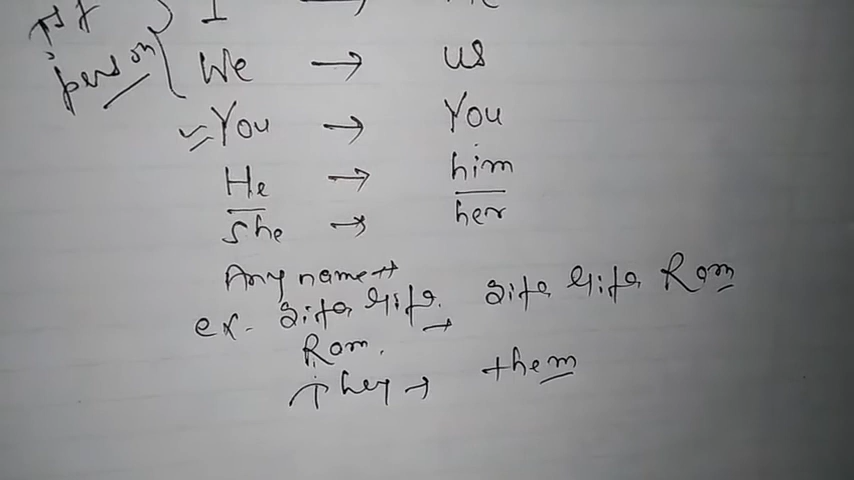 I →
person We → us
You → You
He → him
she → her
Any name →
ex. Sita Gita. → Sita Gita Ram
Ram.
They → them